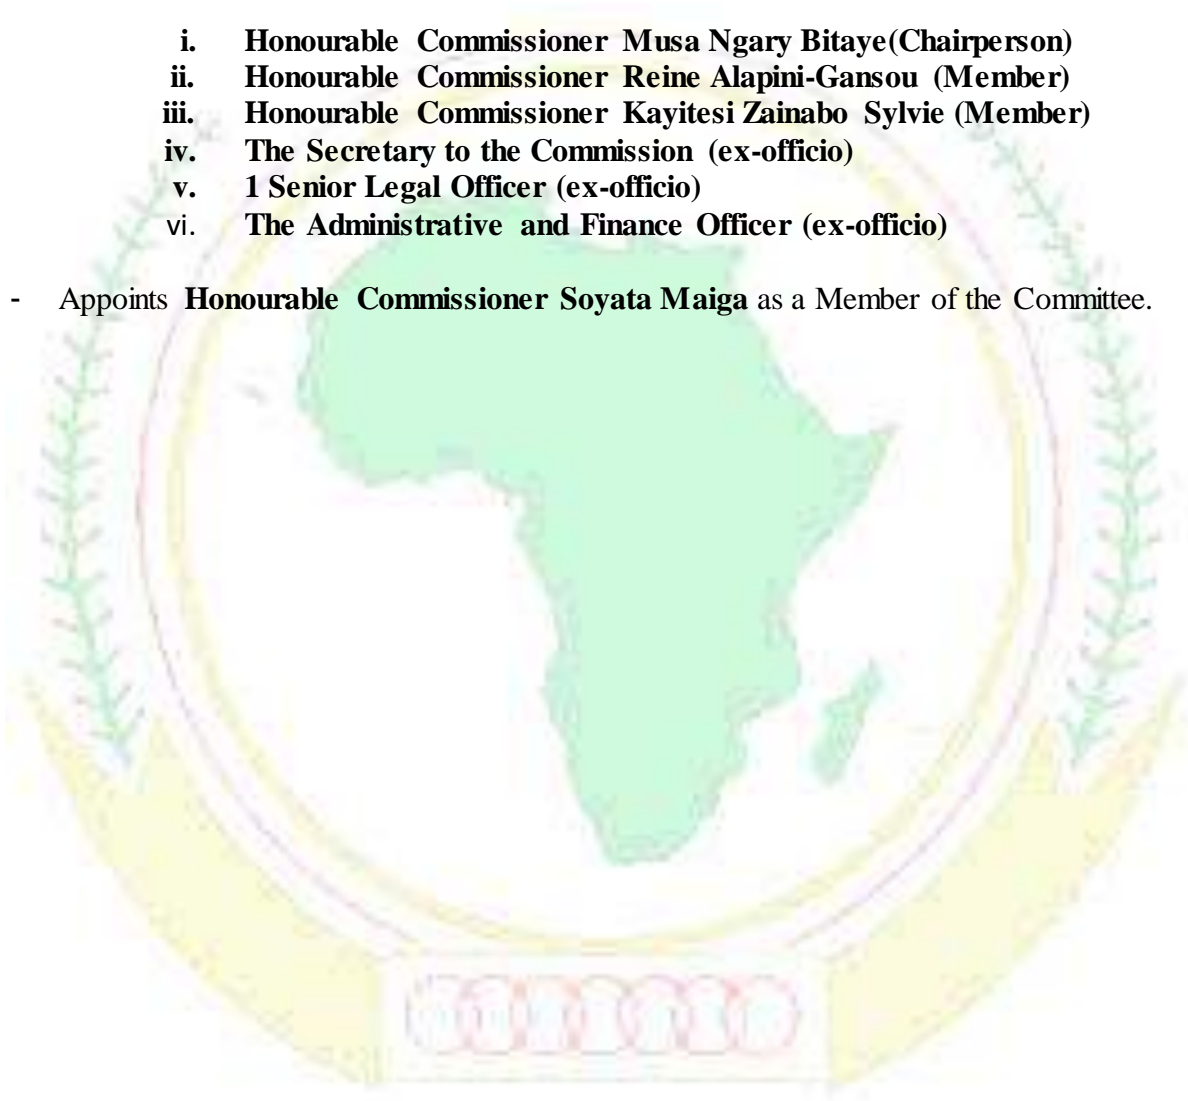 i. Honourable Commissioner Musa Ngary Bitaye(Chairperson)
ii. Honourable Commissioner Reine Alapini-Gansou (Member)
iii. Honourable Commissioner Kayitesi Zainabo Sylvie (Member)
iv. The Secretary to the Commission (ex-officio)
v. 1 Senior Legal Officer (ex-officio)
vi. The Administrative and Finance Officer (ex-officio)
- Appoints Honourable Commissioner Soyata Maiga as a Member of the Committee.